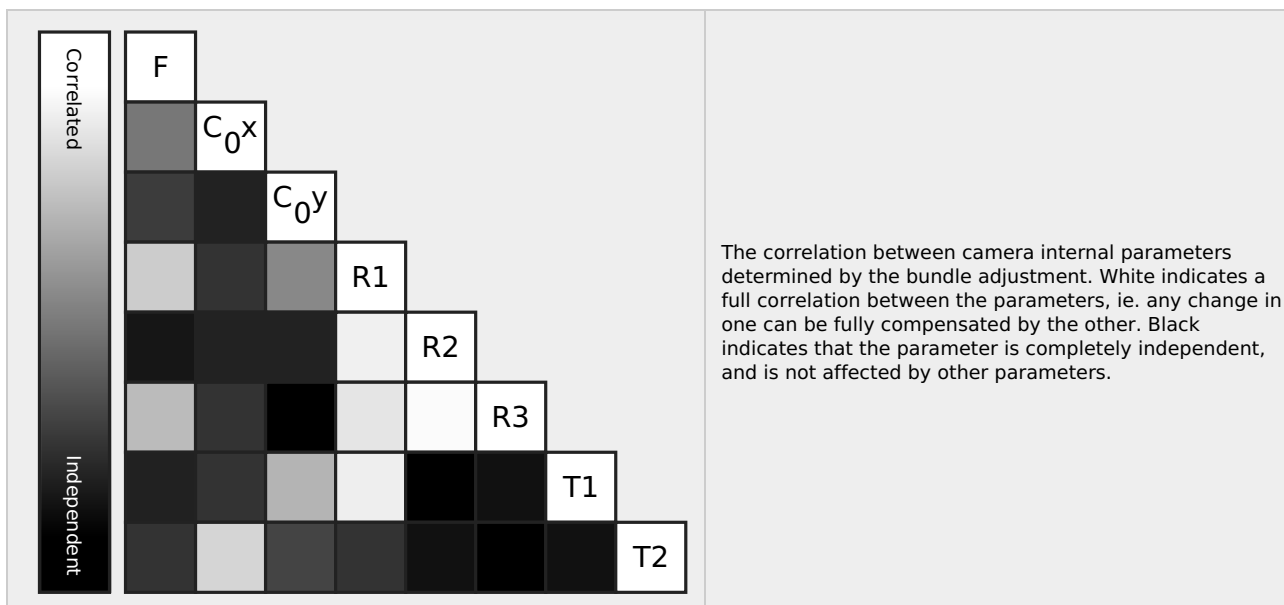 Correlated
Independent
F
C0x
C0y
R1
R2
R3
T1
T2
The correlation between camera internal parameters
determined by the bundle adjustment. White indicates a
full correlation between the parameters, ie. any change in
one can be fully compensated by the other. Black
indicates that the parameter is completely independent,
and is not affected by other parameters.